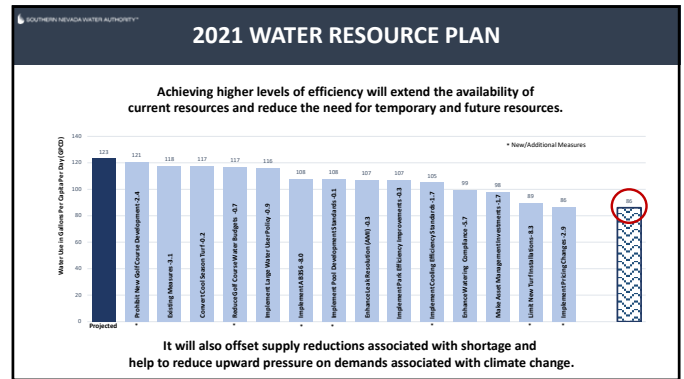 SOUTHERN NEVADA WATER AUTHORITY™
2021 WATER RESOURCE PLAN
Achieving higher levels of efficiency will extend the availability of
current resources and reduce the need for temporary and future resources.
Water Use in Gallons Per Capita Per Day (GPCD)
140
120
100
80
60
40
20
0
* New/Additional Measures
123
121
118
117
117
116
108
108
107
107
105
99
98
89
86
86
Projected
Prohibit New Golf Course Development -2.4
Existing Measures -3.1
Convert Cool Season Turf -0.2
Reduce Golf Course Water Budgets -0.7
Implement Large Water User Policy -0.9
Implement AB356 -8.0
Implement Pool Development Standards -0.1
Enhance Leak Resolution (AMI) -0.3
Implement Park Efficiency Improvements -0.3
Implement Cooling Efficiency Standards -1.7
Enhance Watering Compliance -5.7
Make Asset Management Investments -1.7
Limit New Turf Installations -8.3
Implement Pricing Changes -2.9
* * * * * * *
It will also offset supply reductions associated with shortage and
help to reduce upward pressure on demands associated with climate change.